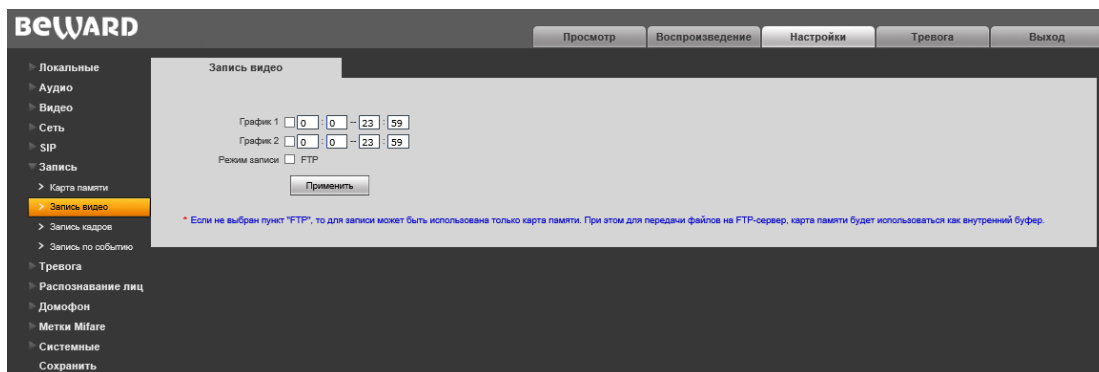 BEWARD
Просмотр Воспроизведение Настройки Тревога Выход
Локальные
Аудио
Видео
Сеть
SIP
Запись
Карта памяти
Запись видео
Запись кадров
Запись по событию
Тревога
Распознавание лиц
Домофон
Метки Mifare
Системные
Сохранить
Запись видео
График 1 0 : 0 – 23 : 59
График 2 0 : 0 – 23 : 59
Режим записи FTP
Применить
* Если не выбран пункт "FTP", то для записи может быть использована только карта памяти. При этом для передачи файлов на FTP-сервер, карта памяти будет использоваться как внутренний буфер.